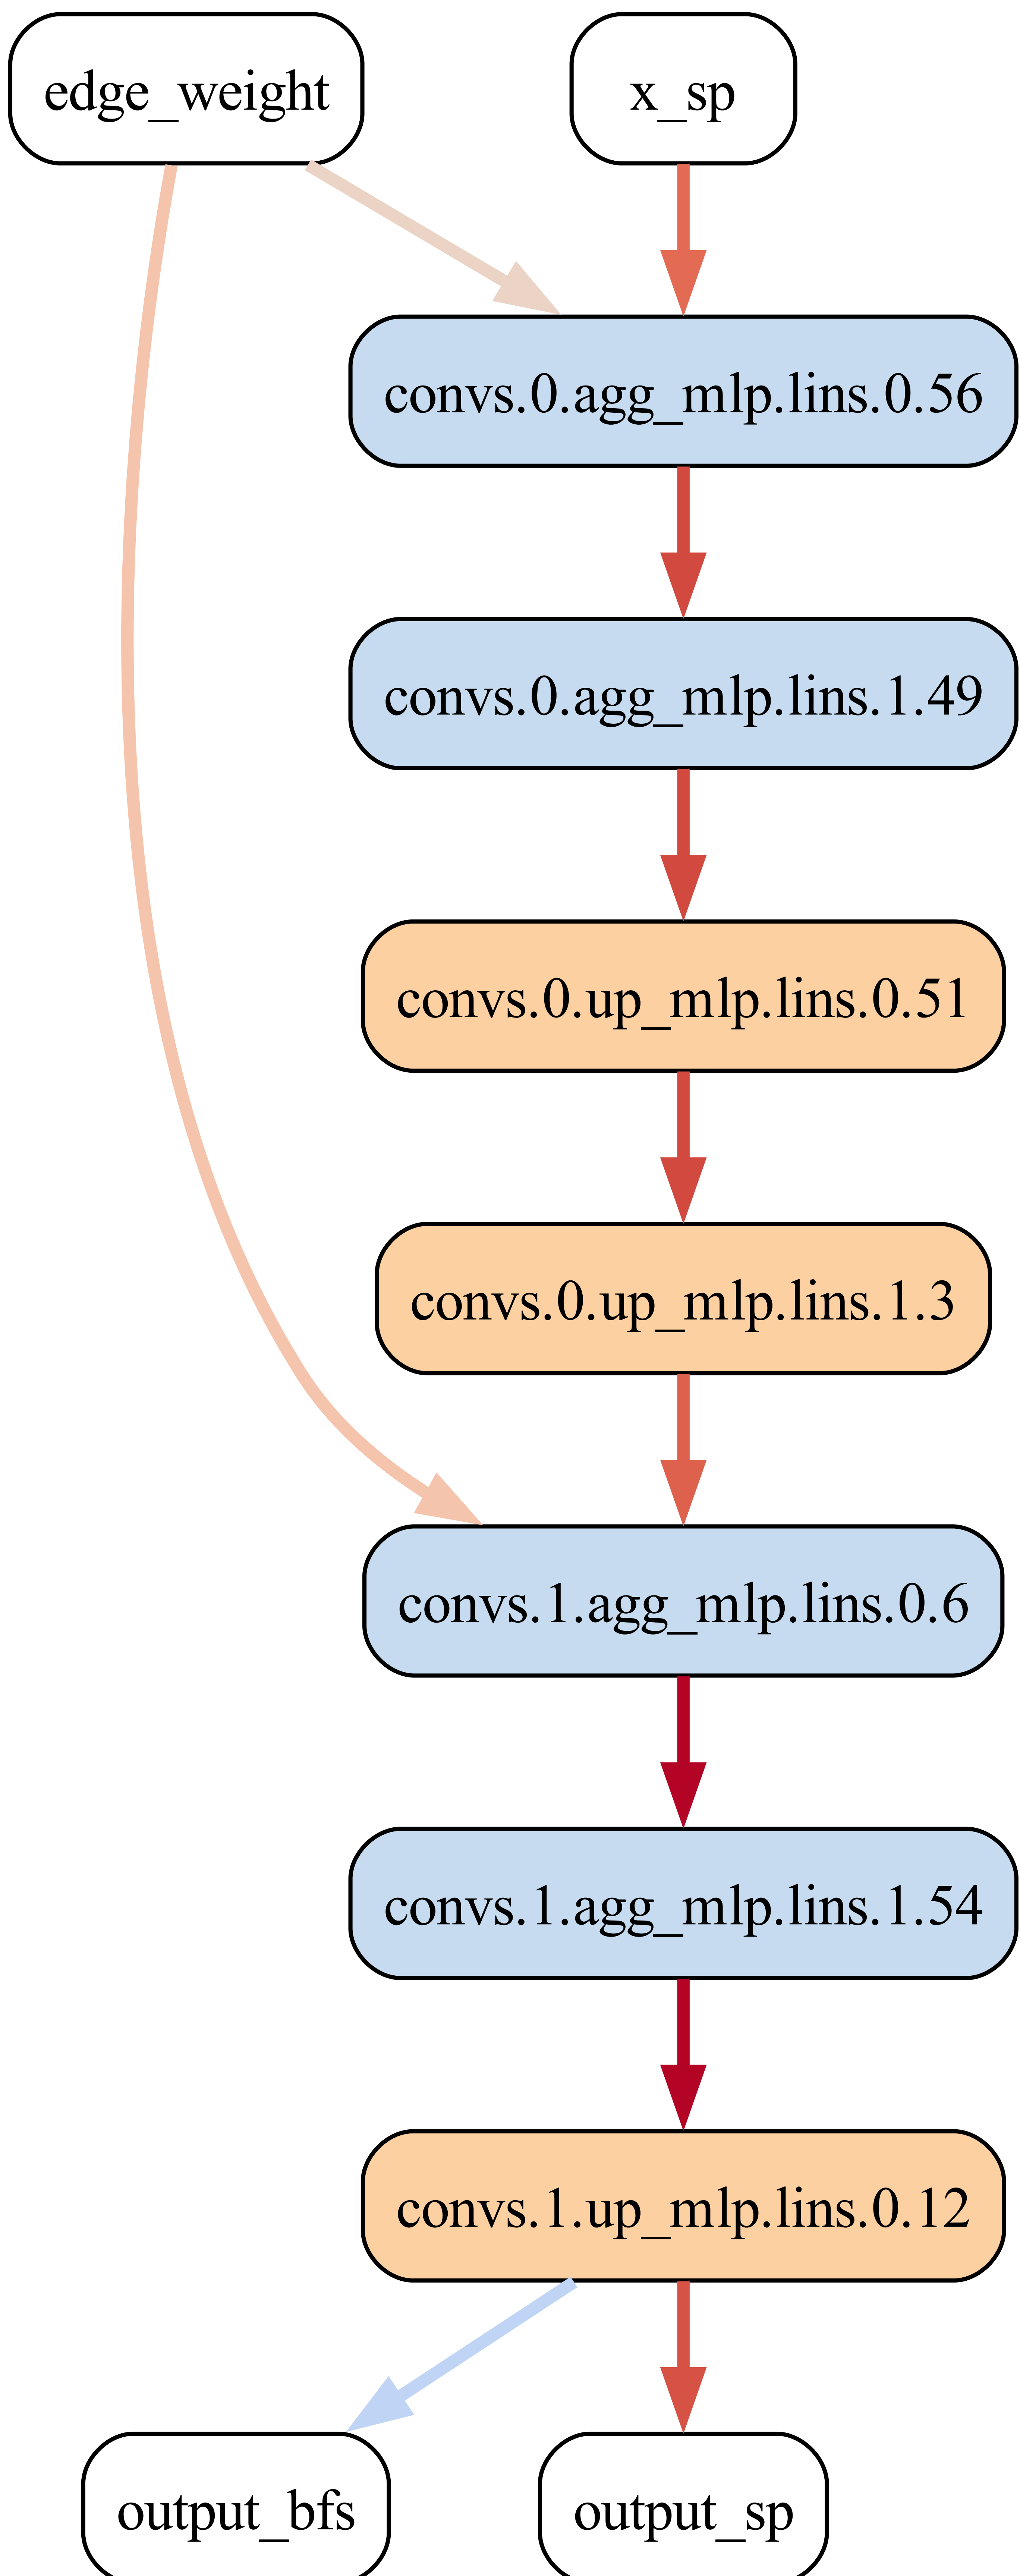 edge_weight
x_sp
convs.0.agg_mlp.lins.0.56
convs.0.agg_mlp.lins.1.49
convs.0.up_mlp.lins.0.51
convs.0.up_mlp.lins.1.3
convs.1.agg_mlp.lins.0.6
convs.1.agg_mlp.lins.1.54
convs.1.up_mlp.lins.0.12
output_bfs
output_sp